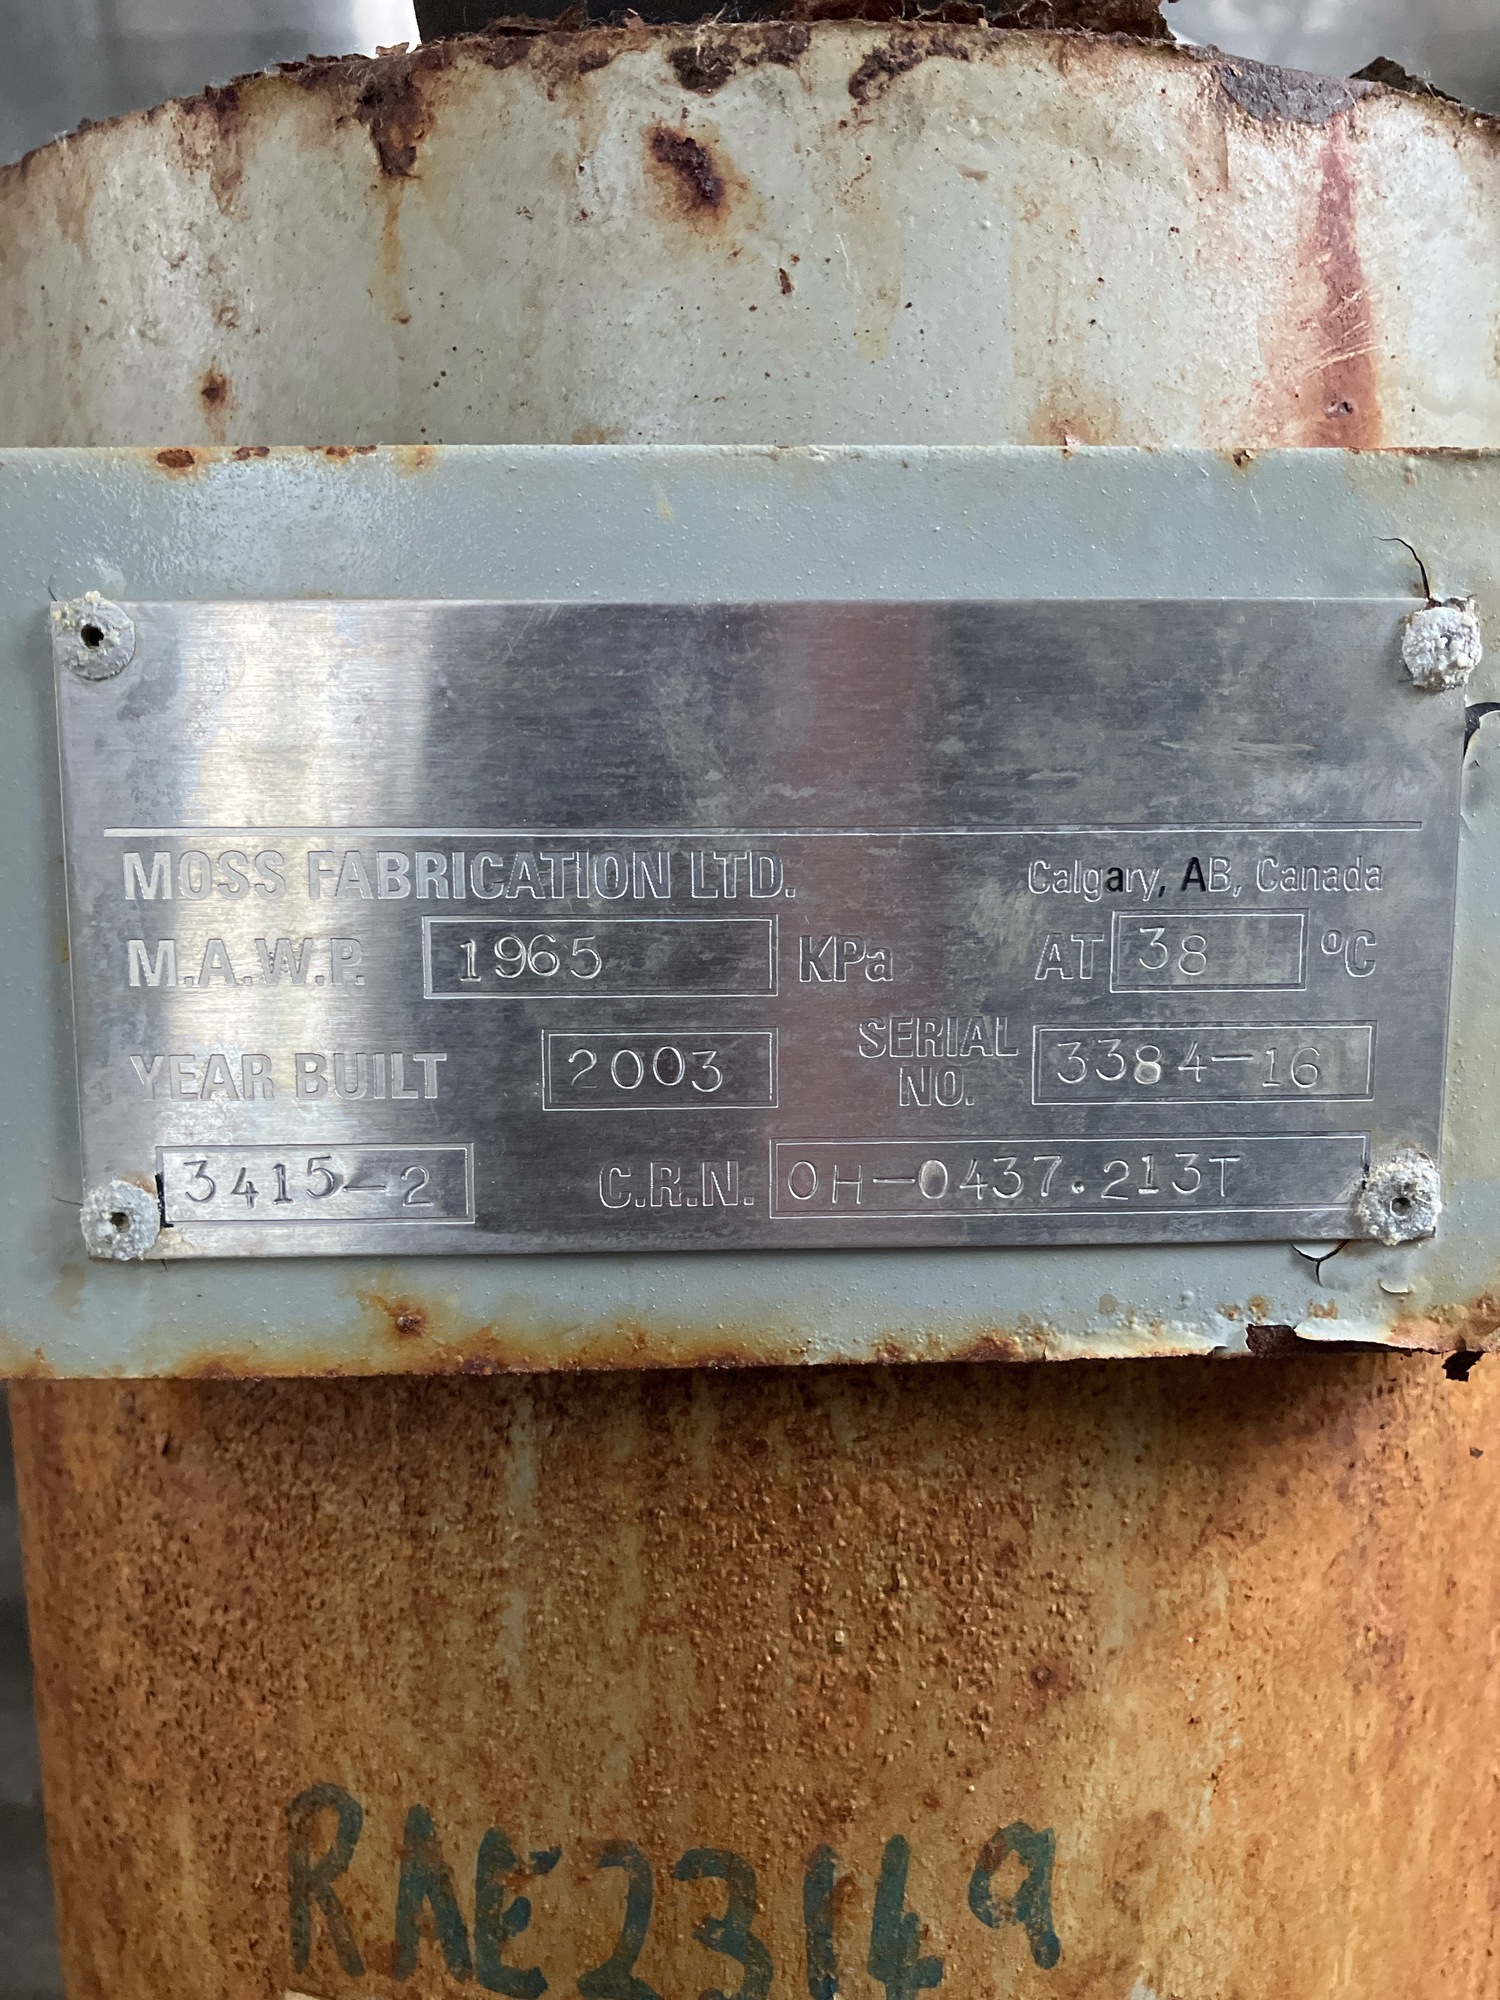 MOSS FABRICATION LTD. Calgary, AB, Canada
M.A.W.P. 1965 KPa AT 38 ºC
YEAR BUILT 2003 SERIAL NO. 3384-16
3415-2 C.R.N. OH-0437.213T
RAE23149